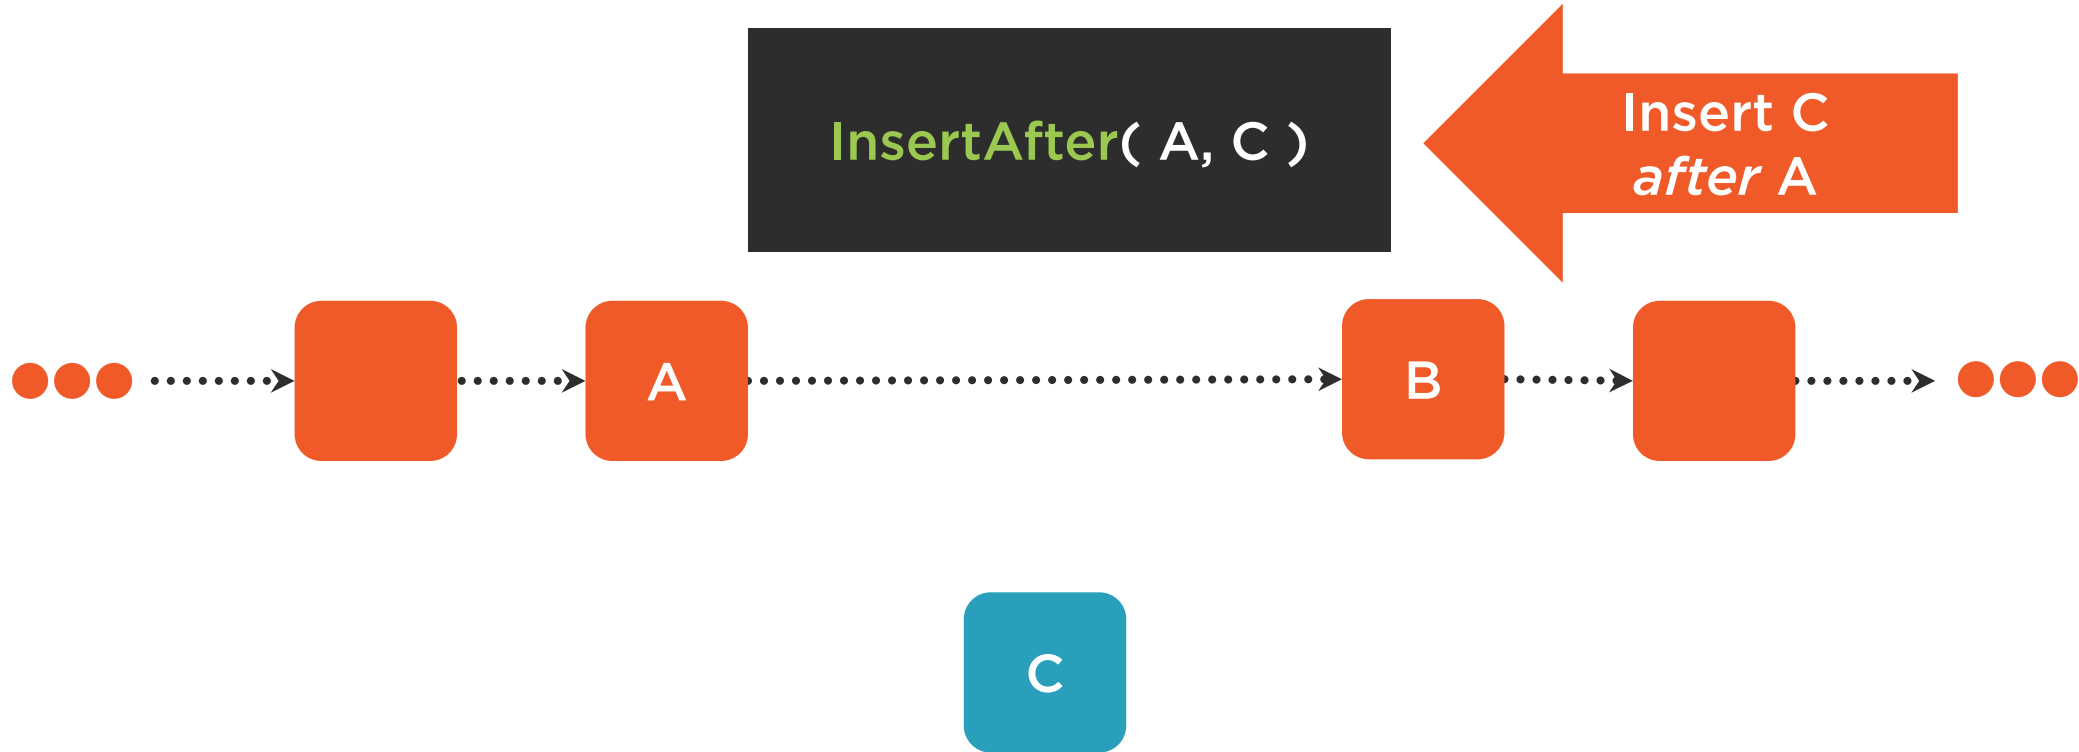 InsertAfter( A, C )
Insert C
after A
A
B
C